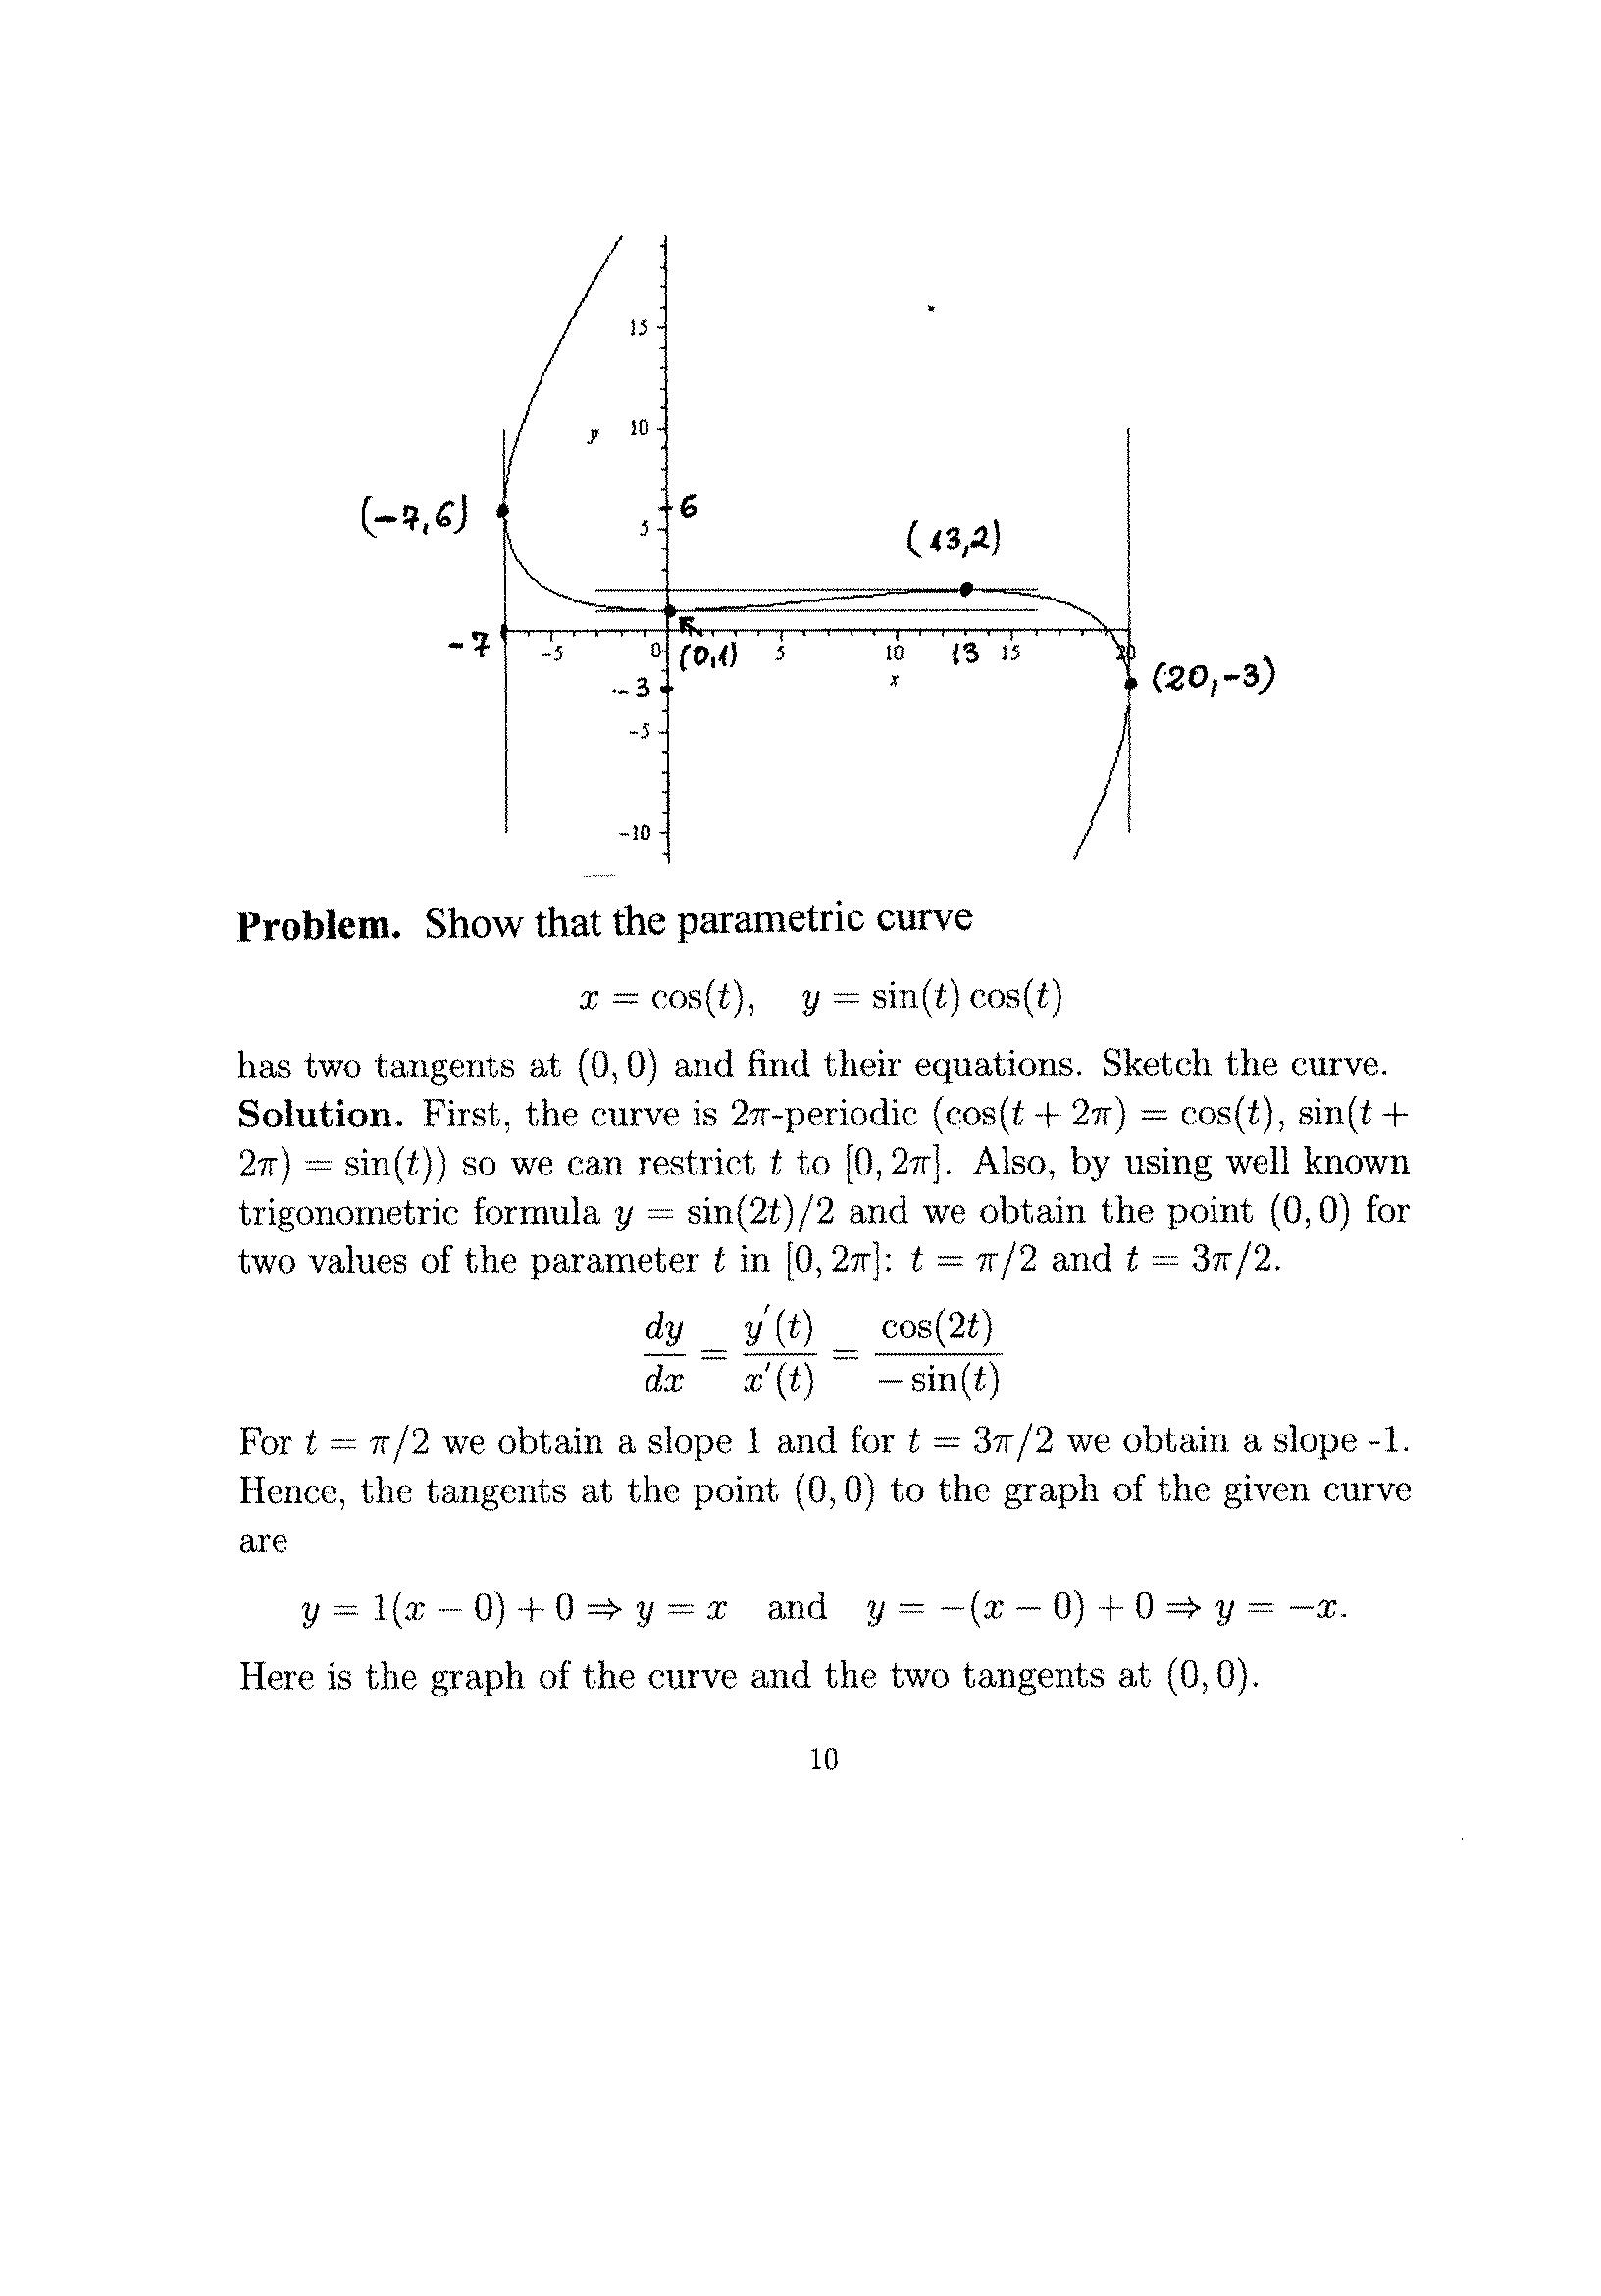 15
y 10
(-7,6) 6
5 (13,2)
-7 -5 0 (0,1) 5 10 13 15 20
x
-3 (20,-3)
-5
-10
Problem. Show that the parametric curve
x = cos(t), y = sin(t) cos(t)
has two tangents at (0, 0) and find their equations. Sketch the curve.
Solution. First, the curve is 2π-periodic (cos(t + 2π) = cos(t), sin(t +
2π) = sin(t)) so we can restrict t to [0, 2π]. Also, by using well known
trigonometric formula y = sin(2t)/2 and we obtain the point (0, 0) for
two values of the parameter t in [0, 2π]: t = π/2 and t = 3π/2.
dy/dx = y′(t)/x′(t) = cos(2t)/− sin(t)
For t = π/2 we obtain a slope 1 and for t = 3π/2 we obtain a slope -1.
Hence, the tangents at the point (0, 0) to the graph of the given curve
are
y = 1(x − 0) + 0 ⇒ y = x and y = −(x − 0) + 0 ⇒ y = −x.
Here is the graph of the curve and the two tangents at (0, 0).
10